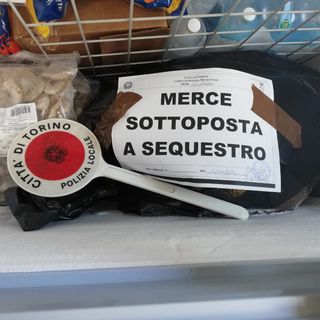 MERCE
SOTTOPOSTA
A SEQUESTRO
CITTÀ DI TORINO
POLIZIA LOCALE